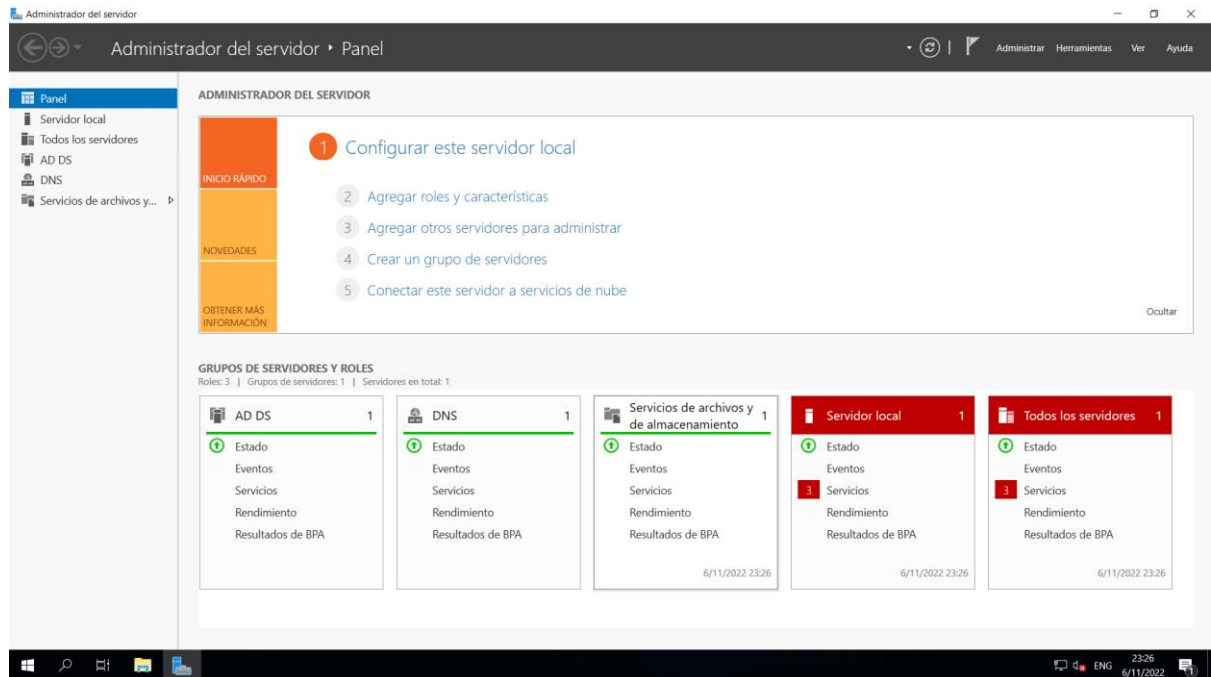 Administrador del servidor
Administrador del servidor • Panel
Administrar Herramientas Ver Ayuda
Panel
Servidor local
Todos los servidores
AD DS
DNS
Servicios de archivos y...
ADMINISTRADOR DEL SERVIDOR
INICIO RÁPIDO
NOVEDADES
OBTENER MÁS
INFORMACIÓN
1 Configurar este servidor local
2 Agregar roles y características
3 Agregar otros servidores para administrar
4 Crear un grupo de servidores
5 Conectar este servidor a servicios de nube
Ocultar
GRUPOS DE SERVIDORES Y ROLES
Roles: 3 | Grupos de servidores: 1 | Servidores en total: 1
AD DS 1
Estado
Eventos
Servicios
Rendimiento
Resultados de BPA
DNS 1
Estado
Eventos
Servicios
Rendimiento
Resultados de BPA
Servicios de archivos y
de almacenamiento 1
Estado
Eventos
Servicios
Rendimiento
Resultados de BPA
6/11/2022 23:26
Servidor local 1
Estado
Eventos
3 Servicios
Rendimiento
Resultados de BPA
6/11/2022 23:26
Todos los servidores 1
Estado
Eventos
3 Servicios
Rendimiento
Resultados de BPA
6/11/2022 23:26
ENG
23:26
6/11/2022
1